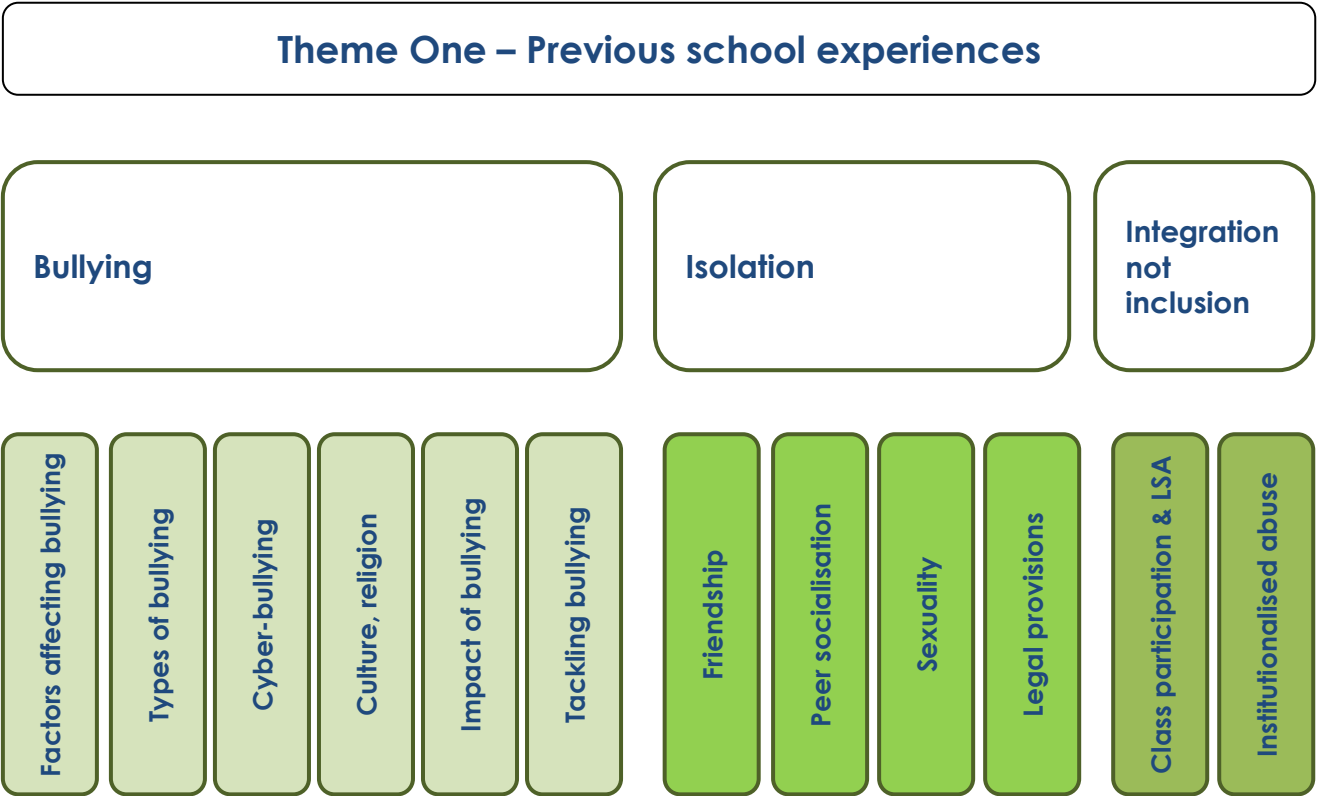 Theme One – Previous school experiences
Bullying
Isolation
Integration
not
inclusion
Factors affecting bullying
Types of bullying
Cyber-bullying
Culture, religion
Impact of bullying
Tackling bullying
Friendship
Peer socialisation
Sexuality
Legal provisions
Class participation & LSA
Institutionalised abuse